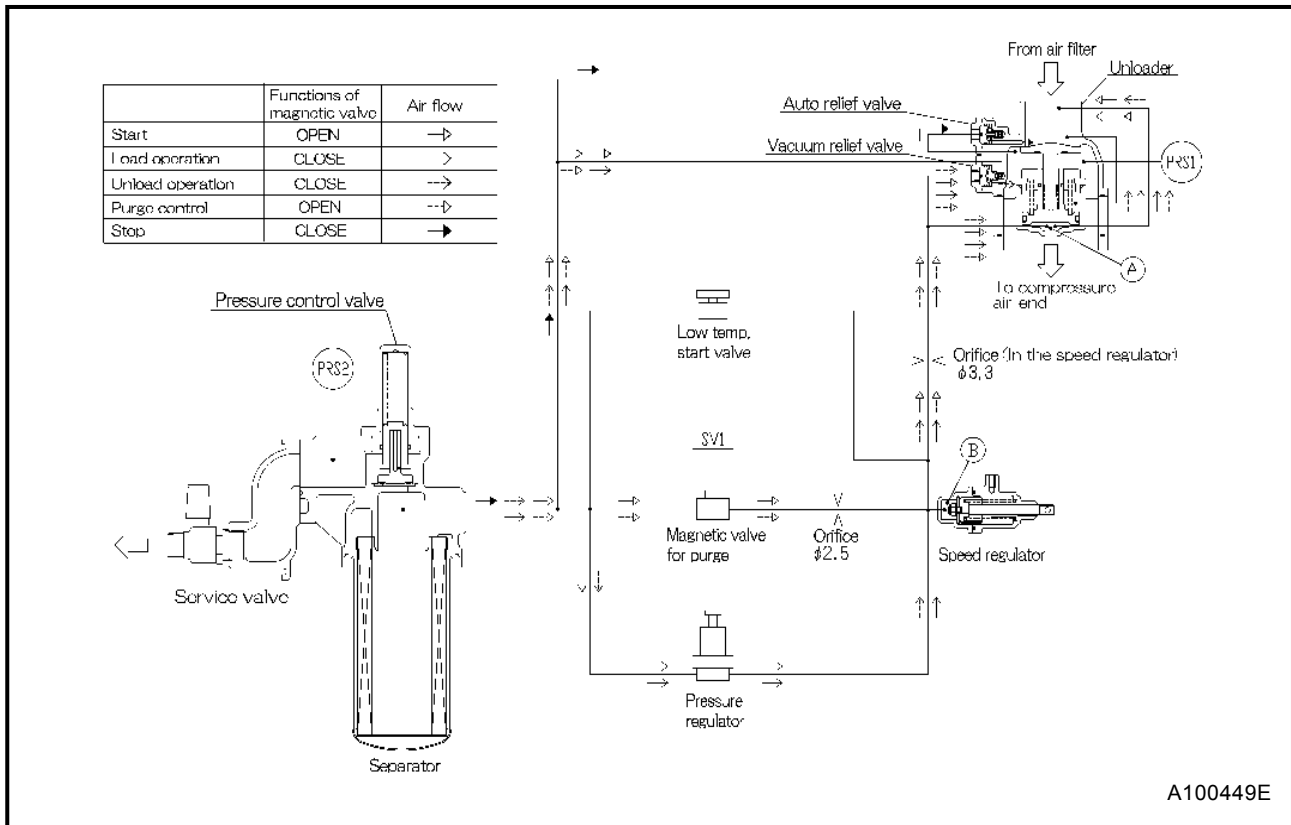 Functions of
magnetic valve
Air flow
Start
OPEN
Load operation
CLOSE
Unload operation
CLOSE
Purge control
OPEN
Stop
CLOSE
From air filter
Unloader
Auto relief valve
Vacuum relief valve
PRS1
A
To compressure
air end
Pressure control valve
PRS2
Low temp.
start valve
Orifice (In the speed regulator)
ϕ3,3
SV1
B
Magnetic valve
for purge
Orifice
ϕ2.5
Speed regulator
Service valve
Pressure
regulator
Separator
A100449E